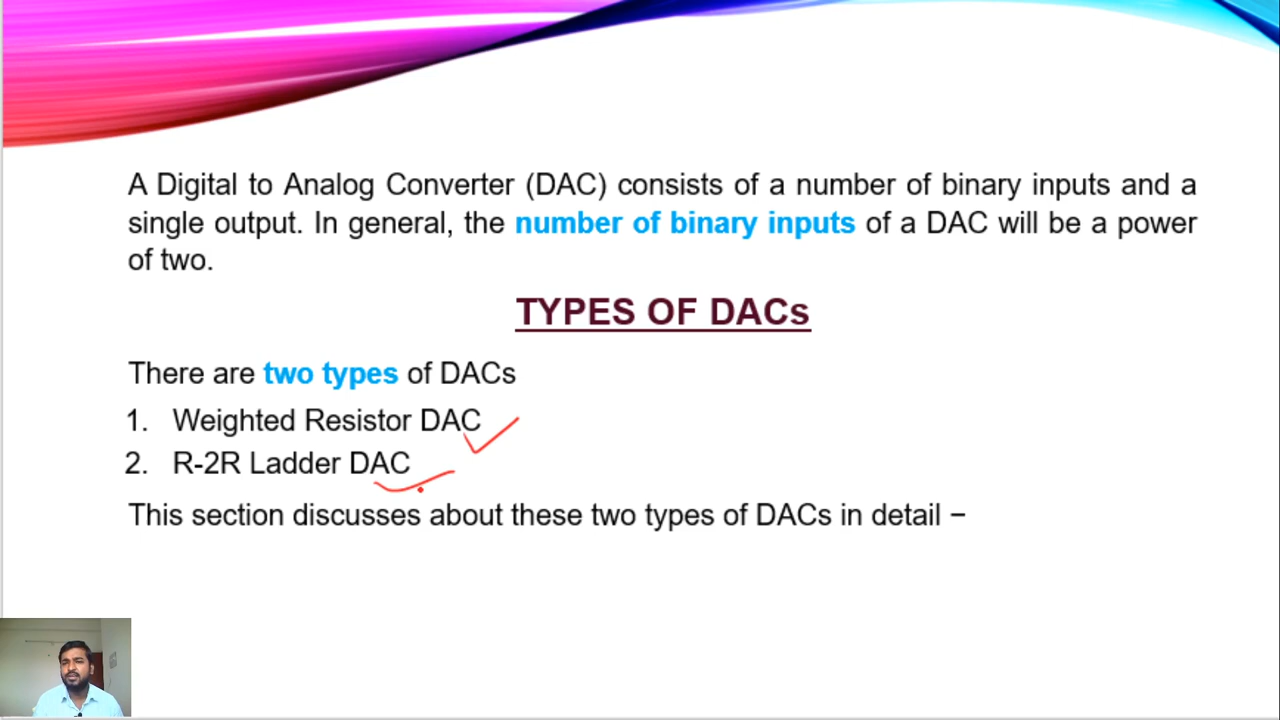 A Digital to Analog Converter (DAC) consists of a number of binary inputs and a
single output. In general, the number of binary inputs of a DAC will be a power
of two.
TYPES OF DACs
There are two types of DACs
1. Weighted Resistor DAC
2. R-2R Ladder DAC
This section discusses about these two types of DACs in detail −